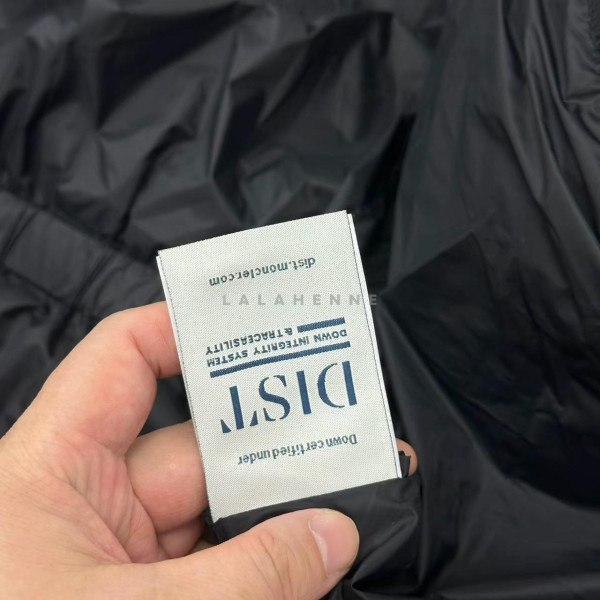 Down certified under
DIST
DOWN INTEGRITY SYSTEM
& TRACEABILITY
dist.moncler.com
LALAHENNE